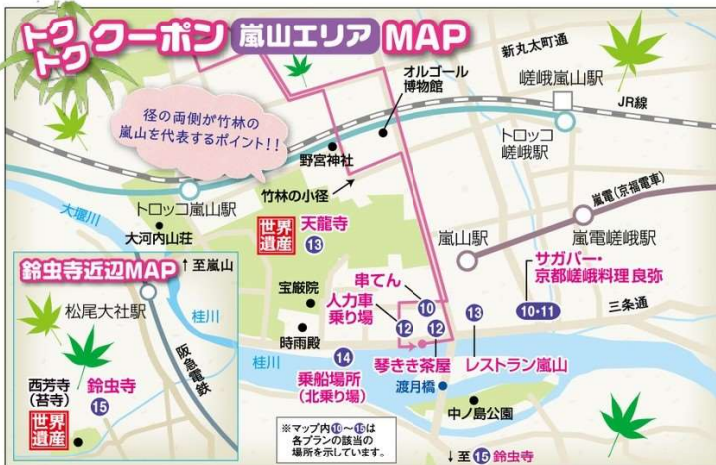 トクトククーポン 嵐山エリア MAP
新丸太町通
嵯峨嵐山駅
オルゴール
博物館
JR線
径の両側が竹林の
嵐山を代表するポイント!!
トロッコ
嵯峨駅
野宮神社
竹林の小径
嵐電(京福電車)
大堰川
トロッコ嵐山駅
大河内山荘
世界
遺産
天龍寺
13
嵐山駅
嵐電嵯峨駅
鈴虫寺近辺MAP
↑至嵐山
松尾大社駅
桂川
阪急電鉄
西芳寺
(苔寺)
鈴虫寺
15
世界
遺産
宝厳院
時雨殿
串てん
10
人力車
乗り場
12
12
13
サガパー・
京都嵯峨料理 良弥
10・11
三条通
桂川
14
乗船場所
(北乗り場)
琴きき茶屋
レストラン嵐山
渡月橋
中ノ島公園
※マップ内⑩~⑮は
各プランの該当の
場所を示しています。
↓至⑮鈴虫寺